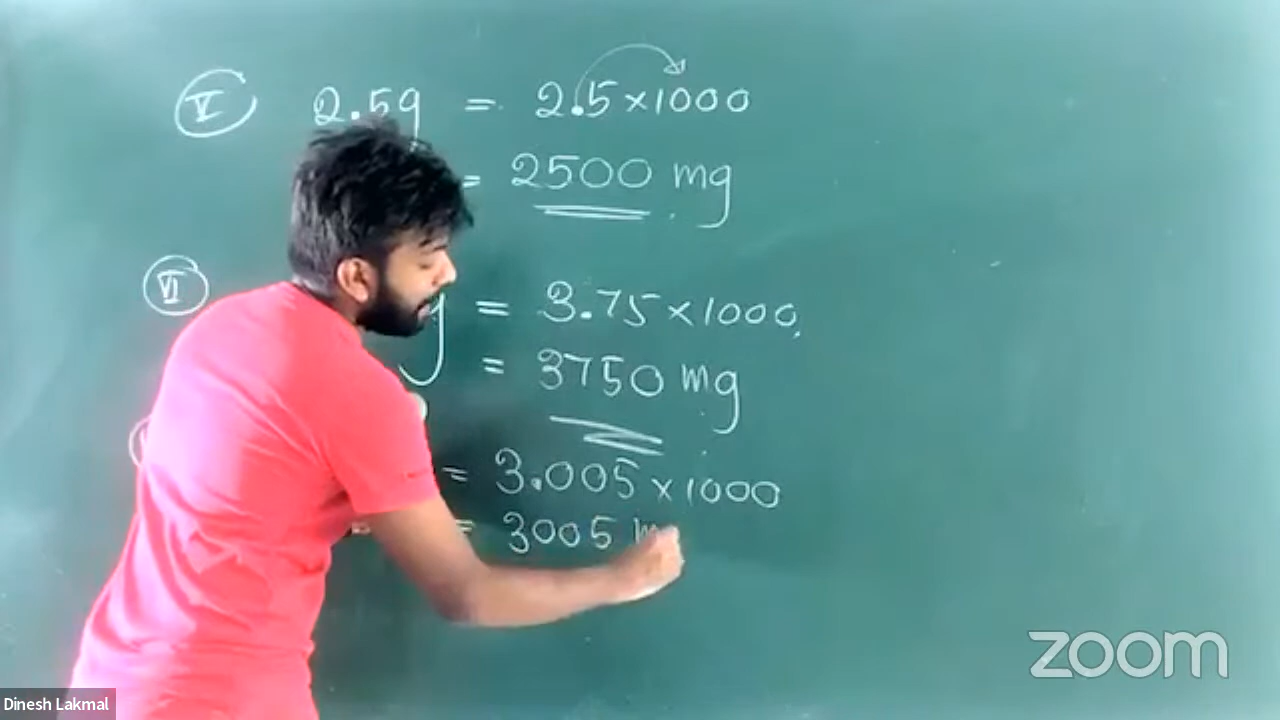 V 2.5g = 2.5×1000
= 2500 mg
VI g = 3.75×1000
= 3750 mg
= 3.005×1000
= 3005 m
zoom
Dinesh Lakmal